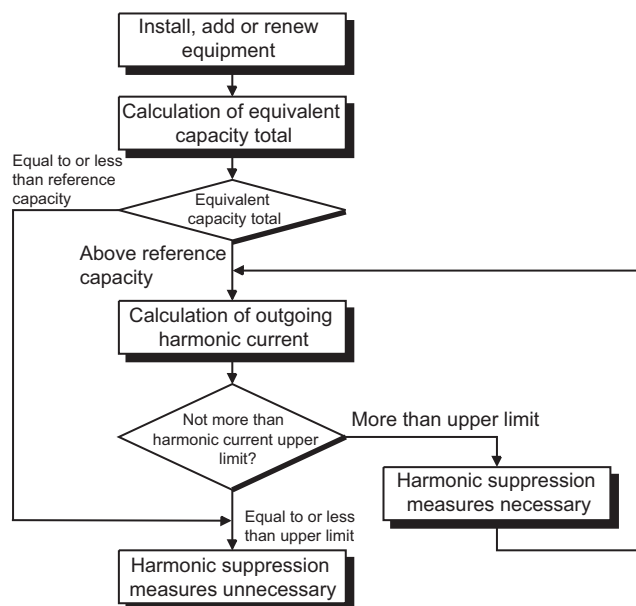 Install, add or renew
equipment
Calculation of equivalent
capacity total
Equal to or less
than reference
capacity
Equivalent
capacity total
Above reference
capacity
Calculation of outgoing
harmonic current
Not more than
harmonic current upper
limit?
More than upper limit
Harmonic suppression
measures necessary
Equal to or less
than upper limit
Harmonic suppression
measures unnecessary